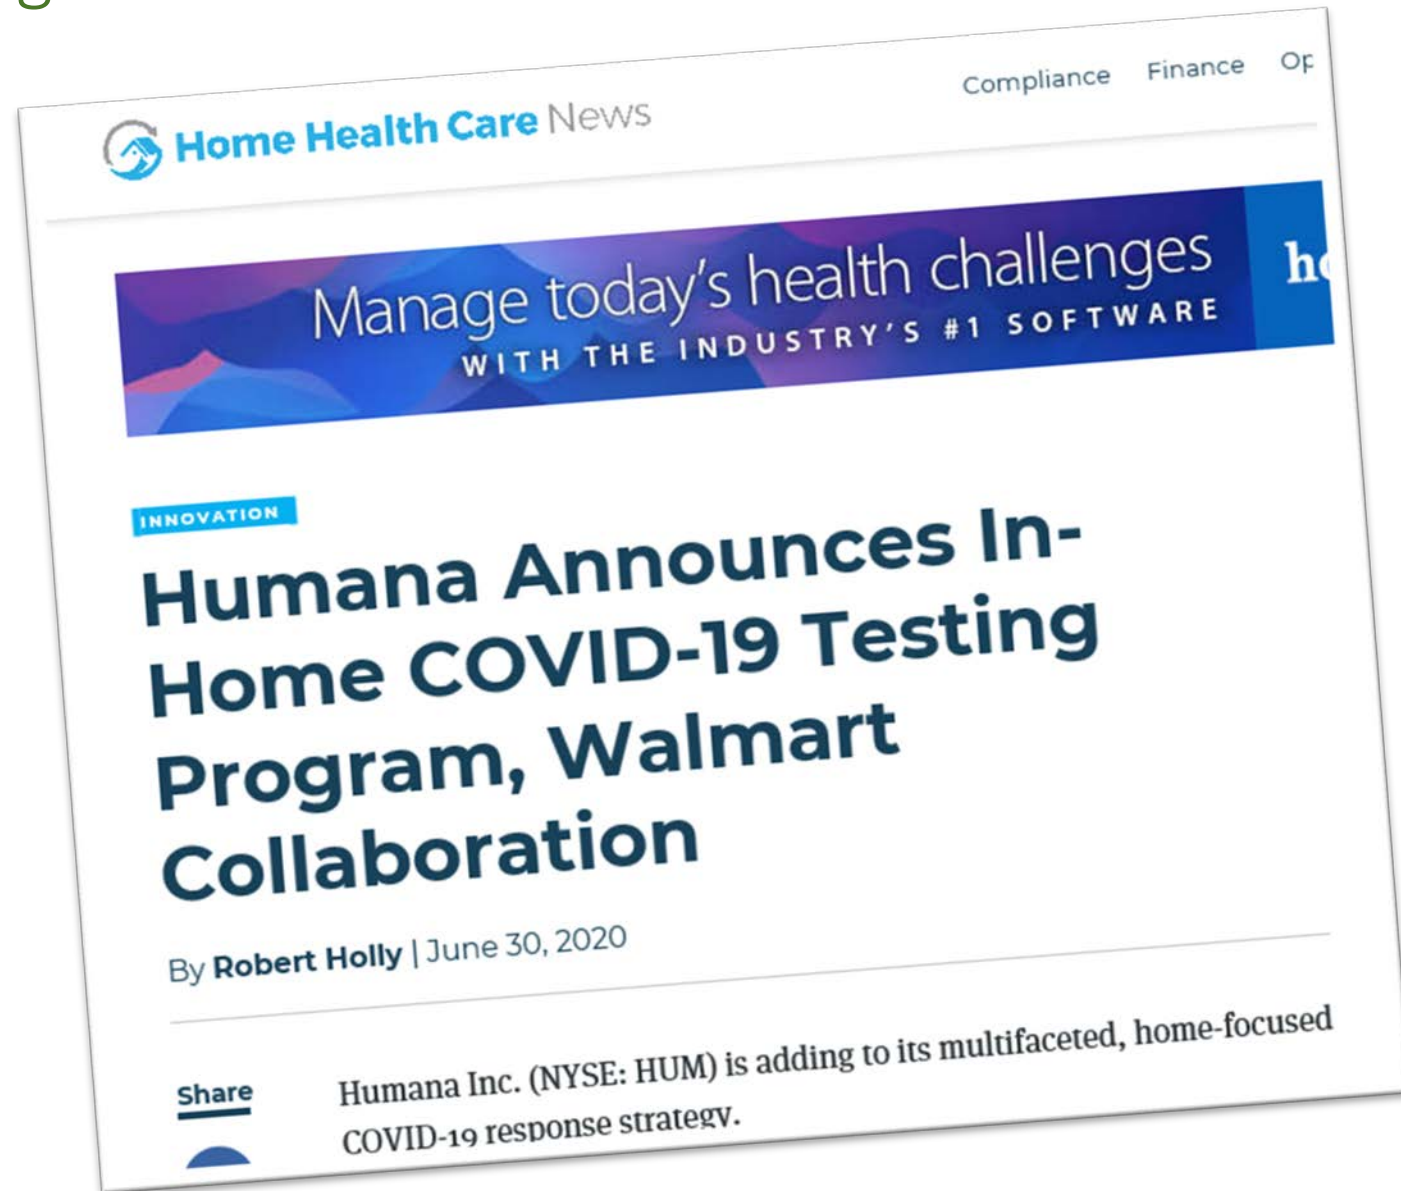 Home Health Care News
Compliance Finance
Manage today's health challenges
WITH THE INDUSTRY'S #1 SOFTWARE
INNOVATION
Humana Announces In-
Home COVID-19 Testing
Program, Walmart
Collaboration
By Robert Holly | June 30, 2020
Share
Humana Inc. (NYSE: HUM) is adding to its multifaceted, home-focused
COVID-19 response strategy.